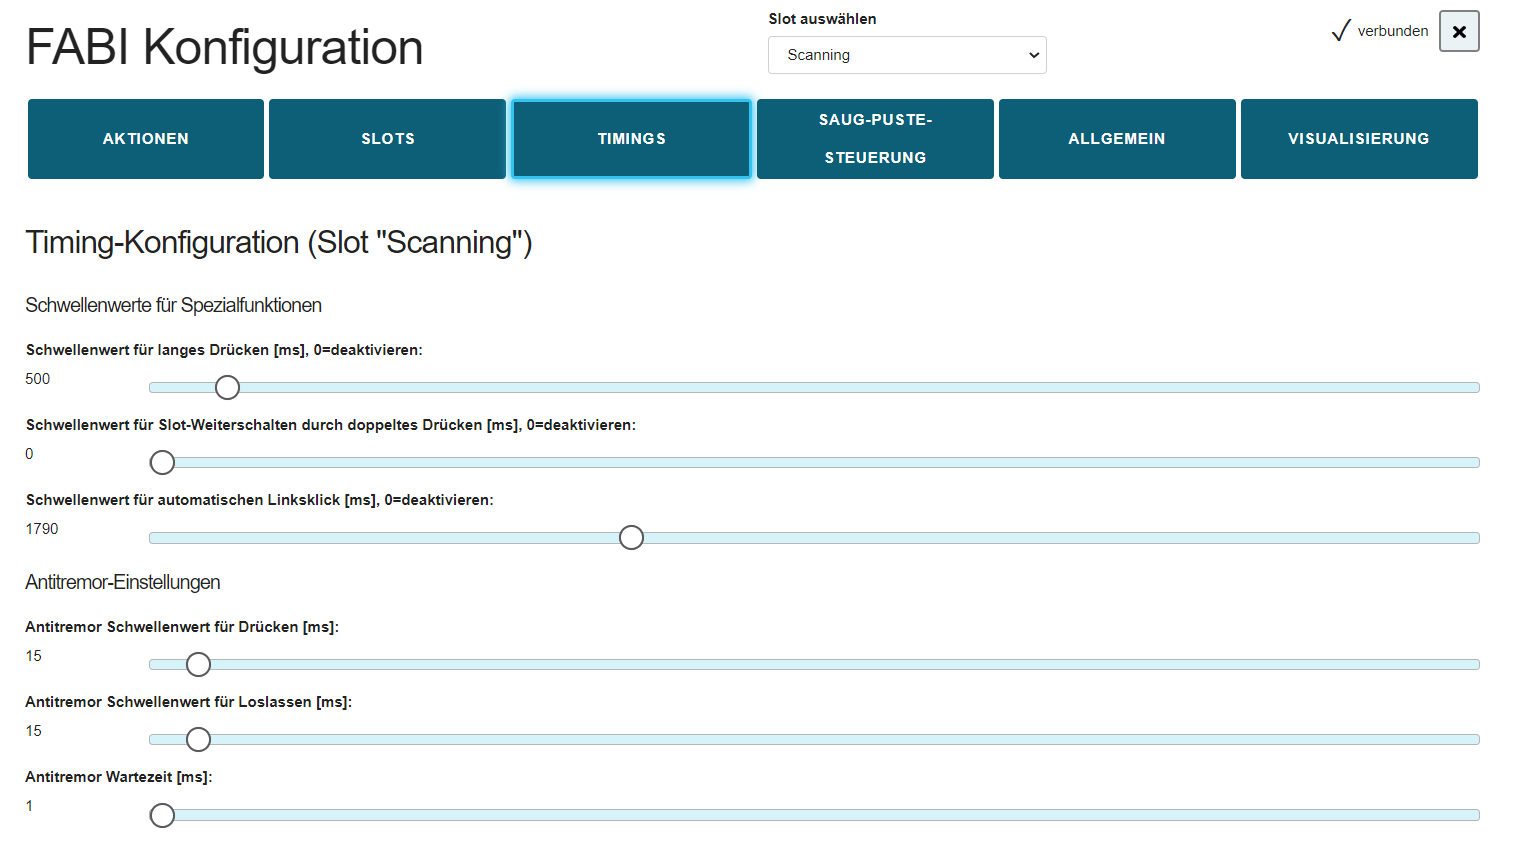 FABI Konfiguration
Slot auswählen
Scanning
verbunden
AKTIONEN
SLOTS
TIMINGS
SAUG-PUSTE-
STEUERUNG
ALLGEMEIN
VISUALISIERUNG
Timing-Konfiguration (Slot "Scanning")
Schwellenwerte für Spezialfunktionen
Schwellenwert für langes Drücken [ms], 0=deaktivieren:
500
Schwellenwert für Slot-Weiterschalten durch doppeltes Drücken [ms], 0=deaktivieren:
0
Schwellenwert für automatischen Linksklick [ms], 0=deaktivieren:
1790
Antitremor-Einstellungen
Antitremor Schwellenwert für Drücken [ms]:
15
Antitremor Schwellenwert für Loslassen [ms]:
15
Antitremor Wartezeit [ms]:
1